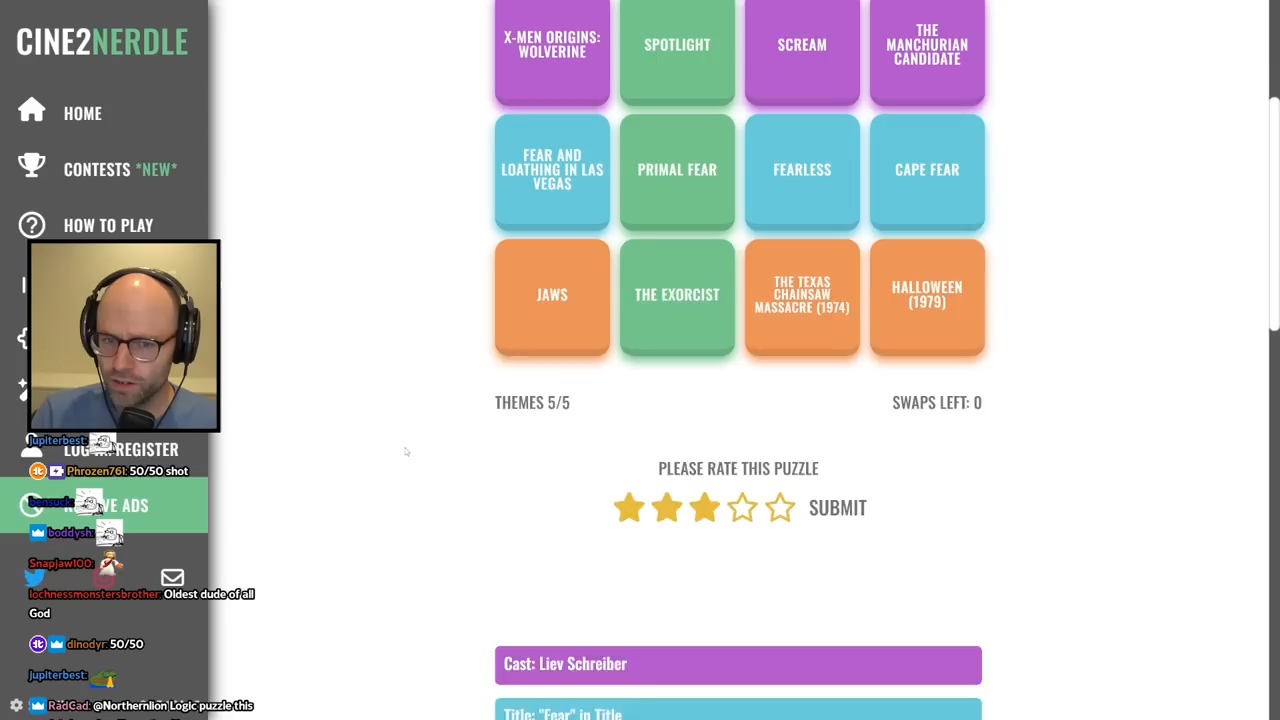 CINE2NERDLE
HOME
CONTESTS *NEW*
HOW TO PLAY
X-MEN ORIGINS:
WOLVERINE
SPOTLIGHT
SCREAM
THE
MANCHURIAN
CANDIDATE
FEAR AND
LOATHING IN LAS
VEGAS
PRIMAL FEAR
FEARLESS
CAPE FEAR
JAWS
THE EXORCIST
THE TEXAS
CHAINSAW
MASSACRE (1974)
HALLOWEEN
(1979)
THEMES 5/5
SWAPS LEFT: 0
PLEASE RATE THIS PUZZLE
SUBMIT
Cast: Liev Schreiber
Title: "Fear" in Title
REGISTER
ADS
Jupiterbest:
Phrozen761: 50/50 shot
bensuck:
boddysh:
Snapjaw100:
lochnessmonstersbrother: Oldest dude of all
God
dinodyr: 50/50
Jupiterbest:
RadCad: @Northernlion Logic puzzle this